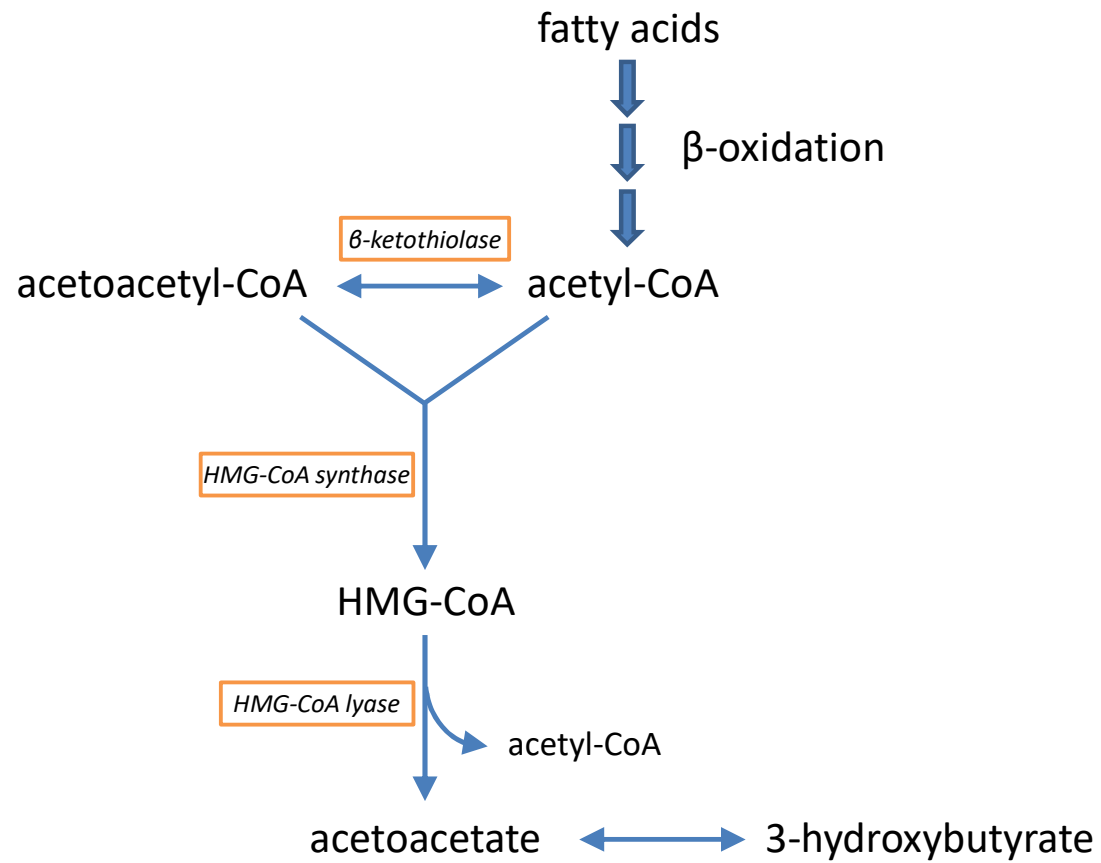 fatty acids
β-oxidation
β-ketothiolase
acetoacetyl-CoA
acetyl-CoA
HMG-CoA synthase
HMG-CoA
HMG-CoA lyase
acetyl-CoA
acetoacetate
3-hydroxybutyrate